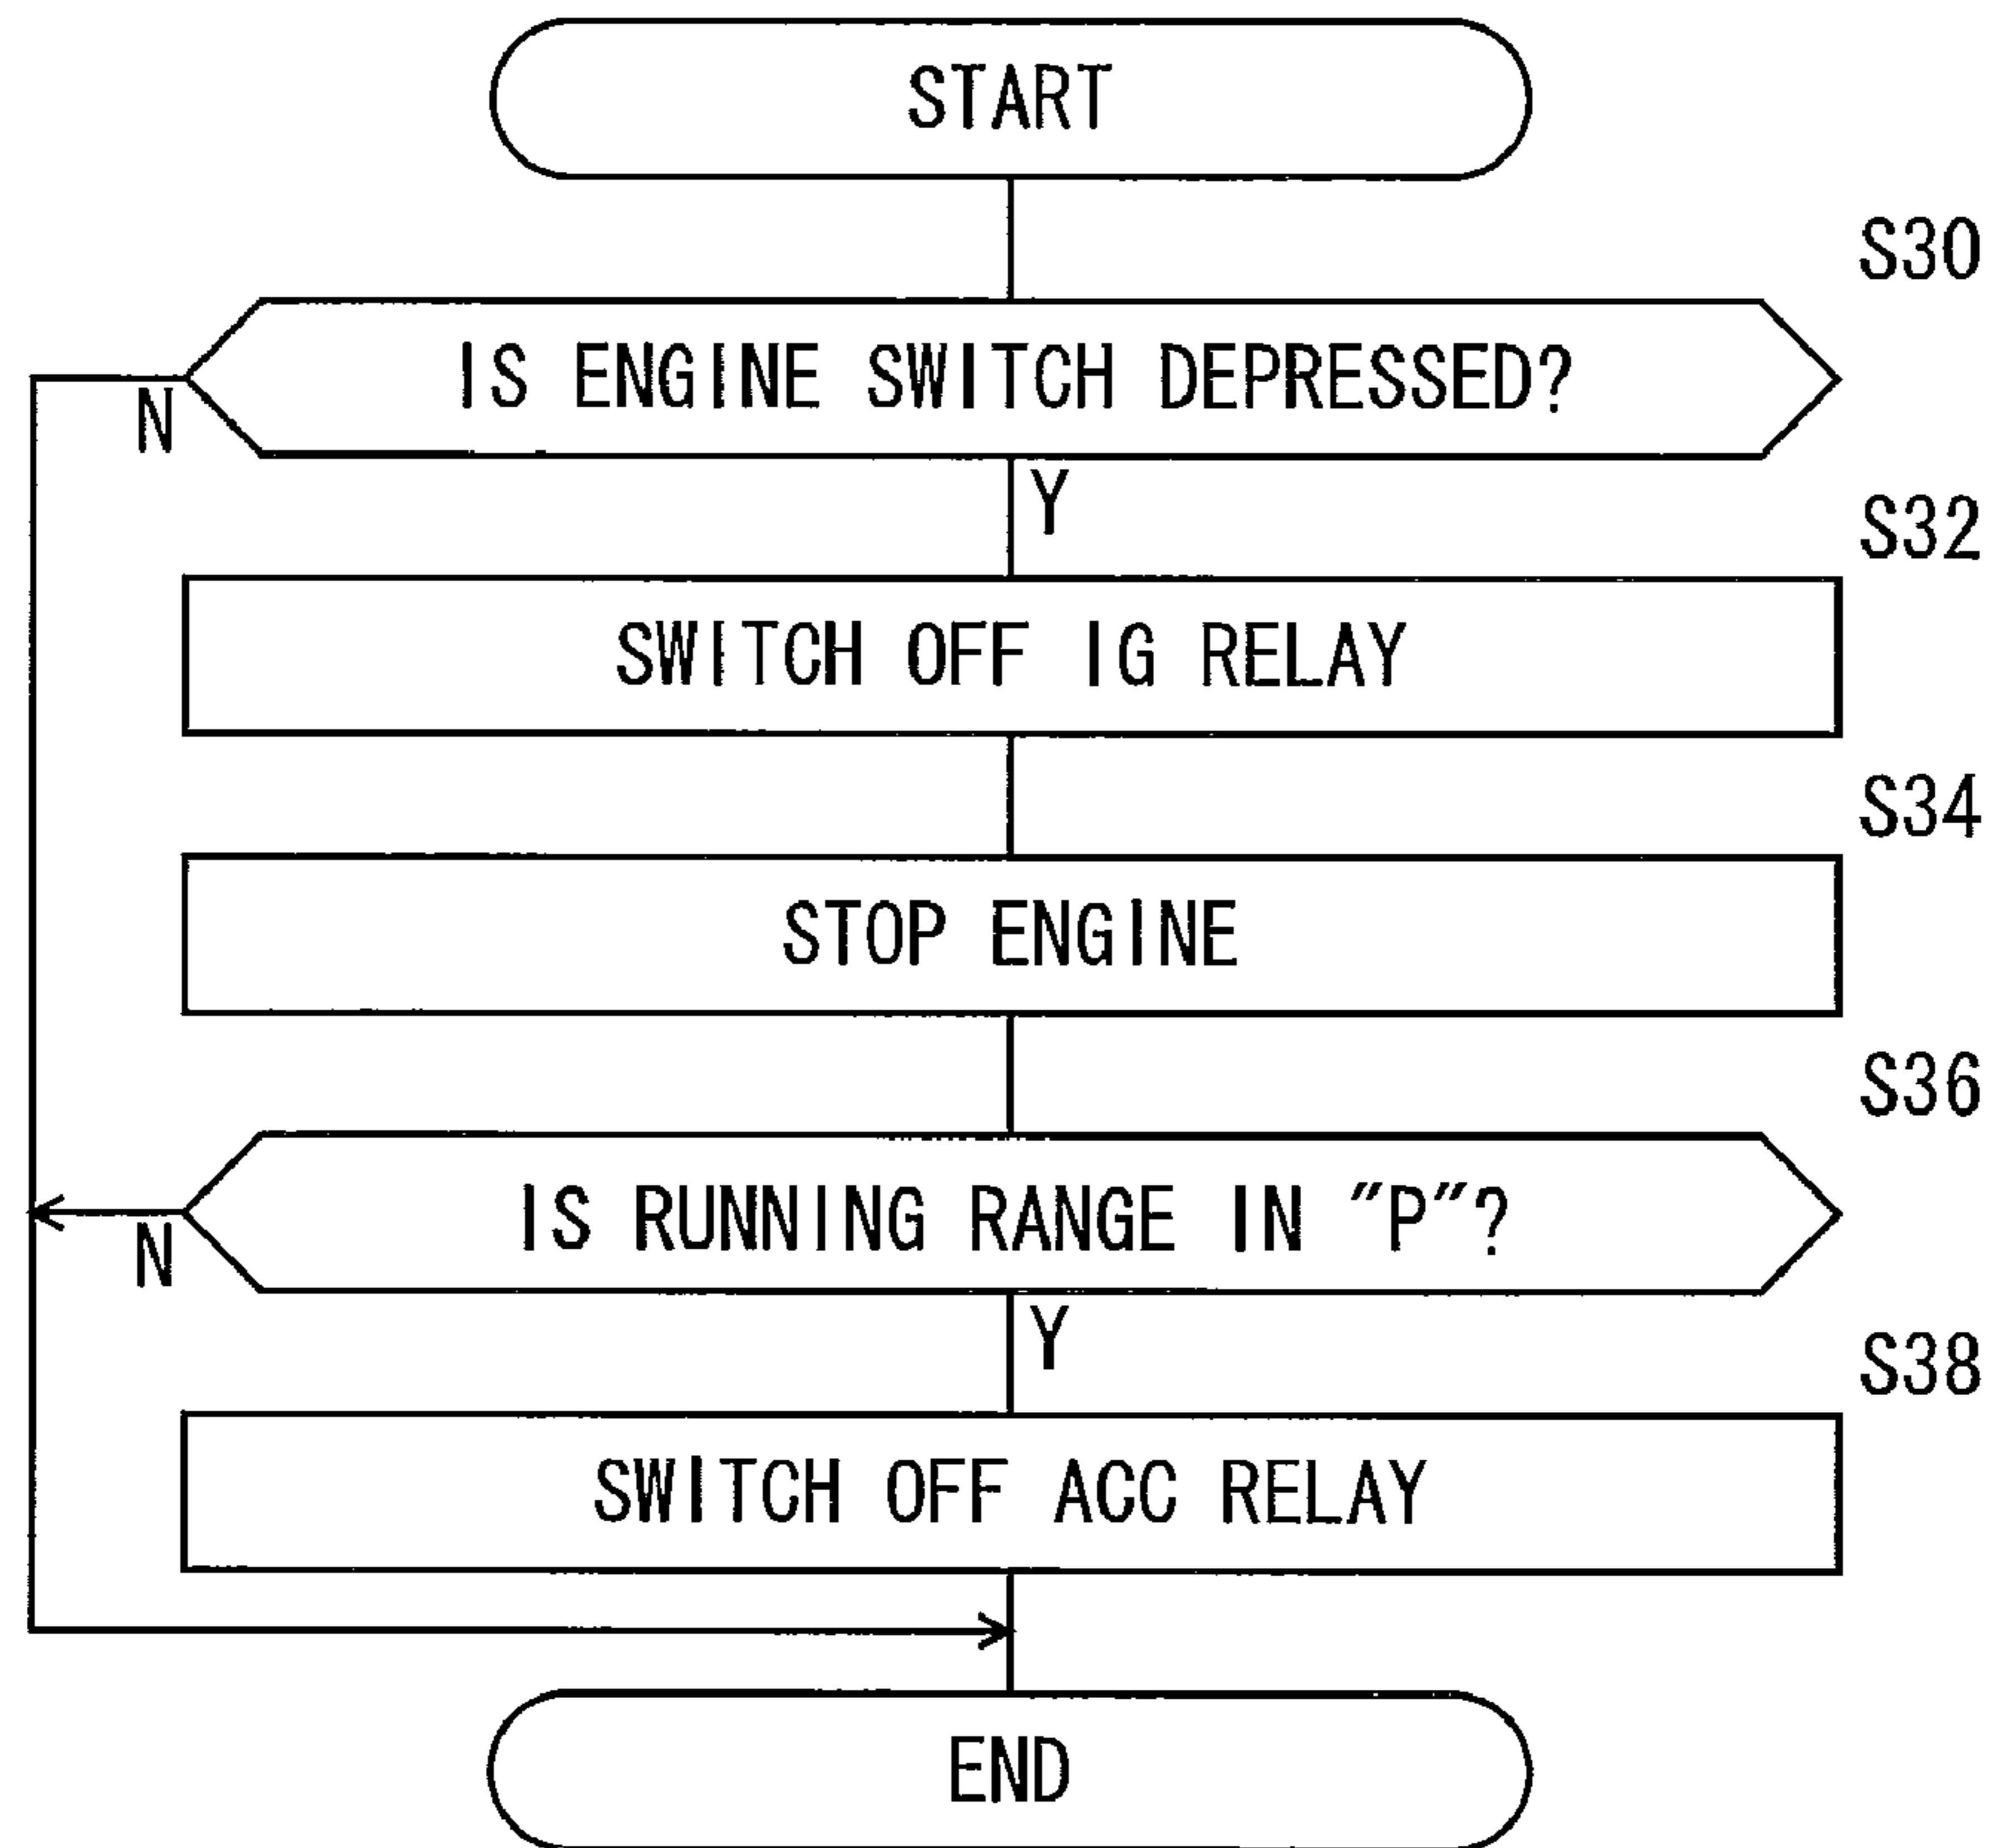 START
S30
IS ENGINE SWITCH DEPRESSED?
N
Y
S32
SWITCH OFF IG RELAY
S34
STOP ENGINE
S36
IS RUNNING RANGE IN "P"?
N
Y
S38
SWITCH OFF ACC RELAY
END